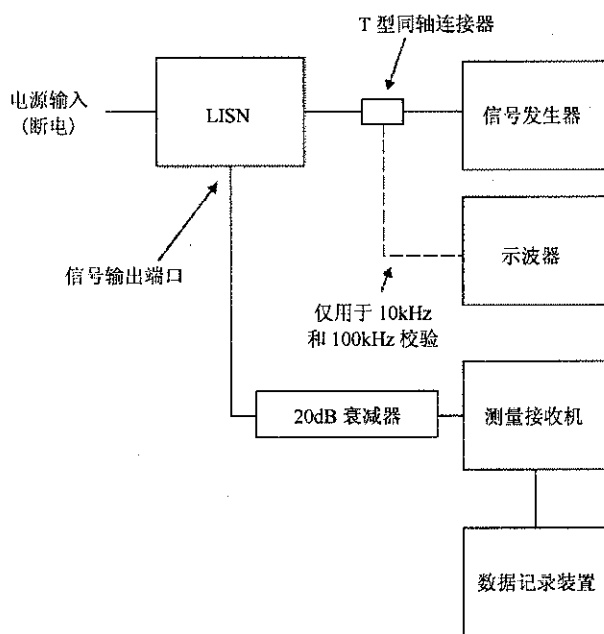 T 型同轴连接器
电源输入
(断电)
LISN
信号发生器
信号输出端口
示波器
仅用于 10kHz
和 100kHz 校验
20dB 衰减器
测量接收机
数据记录装置